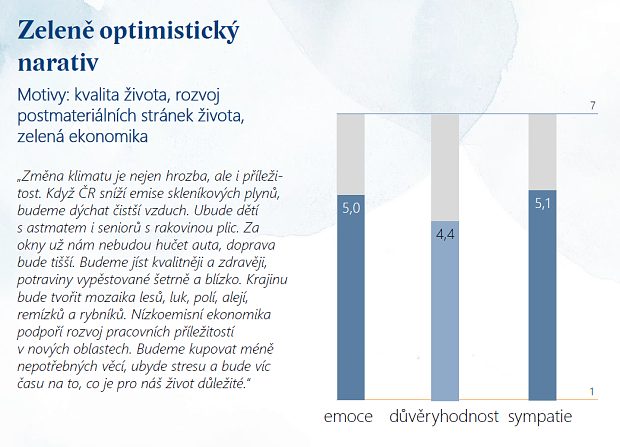 Zeleně optimistický
narativ
Motivy: kvalita života, rozvoj
postmateriálních stránek života,
zelená ekonomika
„Změna klimatu je nejen hrozba, ale i příleži-
tost. Když ČR sníží emise skleníkových plynů,
budeme dýchat čistší vzduch. Ubude dětí
s astmatem i seniorů s rakovinou plic. Za
okny už nám nebudou hučet auta, doprava
bude tišší. Budeme jíst kvalitněji a zdravěji,
potraviny vypěstované šetrně a blízko. Krajinu
bude tvořit mozaika lesů, luk, polí, alejí,
remízků a rybníků. Nízkoemisní ekonomika
podpoří rozvoj pracovních příležitostí
v nových oblastech. Budeme kupovat méně
nepotřebných věcí, ubyde stresu a bude víc
času na to, co je pro náš život důležité.“
7
5,0
4,4
5,1
1
emoce důvěryhodnost sympatie